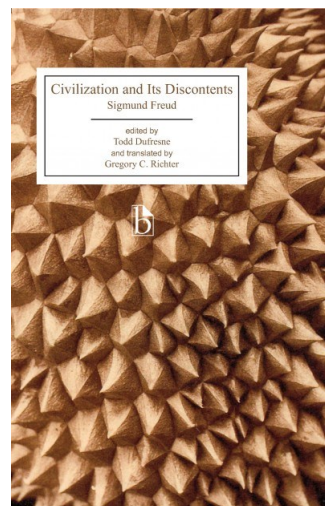 Civilization and Its Discontents
Sigmund Freud
edited by
Todd Dufresne
and translated by
Gregory C. Richter
b